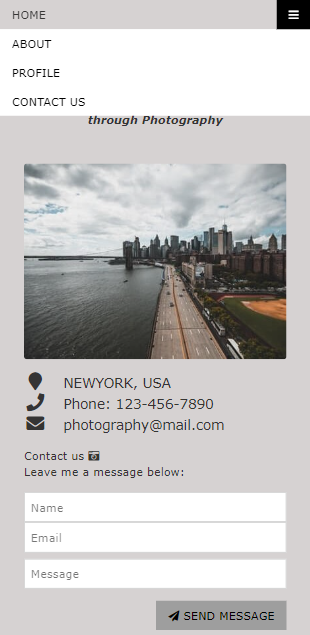 HOME
ABOUT
PROFILE
CONTACT US
through Photography
NEWYORK, USA
Phone: 123-456-7890
photography@mail.com
Contact us
Leave me a message below:
Name
Email
Message
SEND MESSAGE